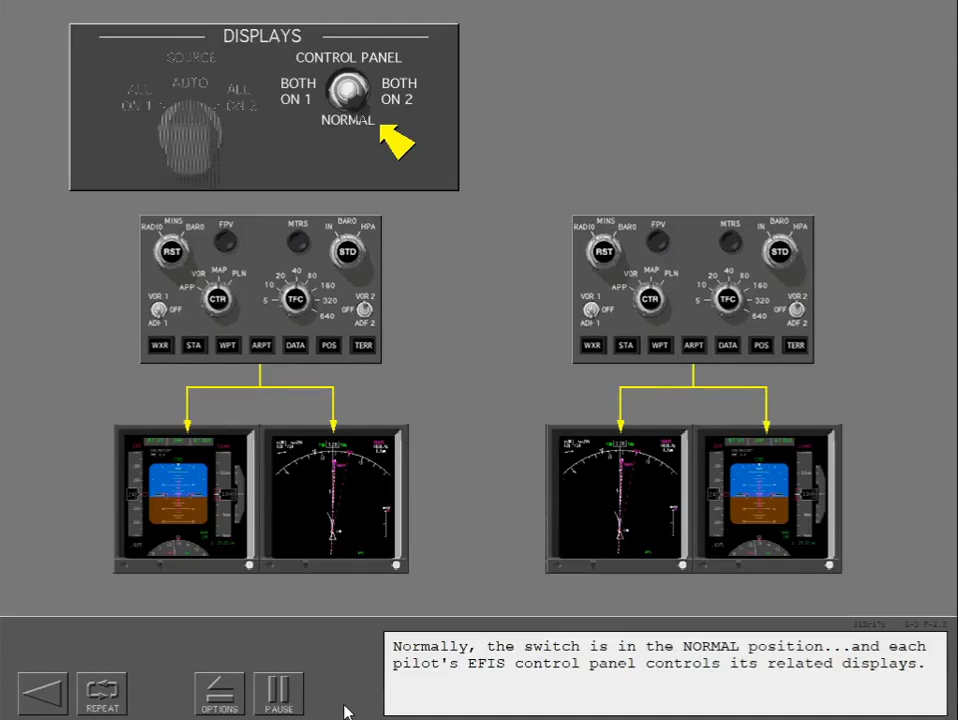 DISPLAYS
SOURCE
CONTROL PANEL
ALL ON 1
AUTO
ALL ON 2
BOTH ON 1
BOTH ON 2
NORMAL
MINS
RADIO
BARO
FPV
MTRS
BARO
IN
HPA
RST
STD
VOR
MAP
PLN
APP
CTR
5
10
20
40
80
160
320
640
TFC
VOR 1
OFF
ADF 1
VOR 2
OFF
ADF 2
WXR
STA
WPT
ARPT
DATA
POS
TERR
MINS
RADIO
BARO
FPV
MTRS
BARO
IN
HPA
RST
STD
VOR
MAP
PLN
APP
CTR
5
10
20
40
80
160
320
640
TFC
VOR 1
OFF
ADF 1
VOR 2
OFF
ADF 2
WXR
STA
WPT
ARPT
DATA
POS
TERR
Normally, the switch is in the NORMAL position...and each
pilot's EFIS control panel controls its related displays.
REPEAT
OPTIONS
PAUSE